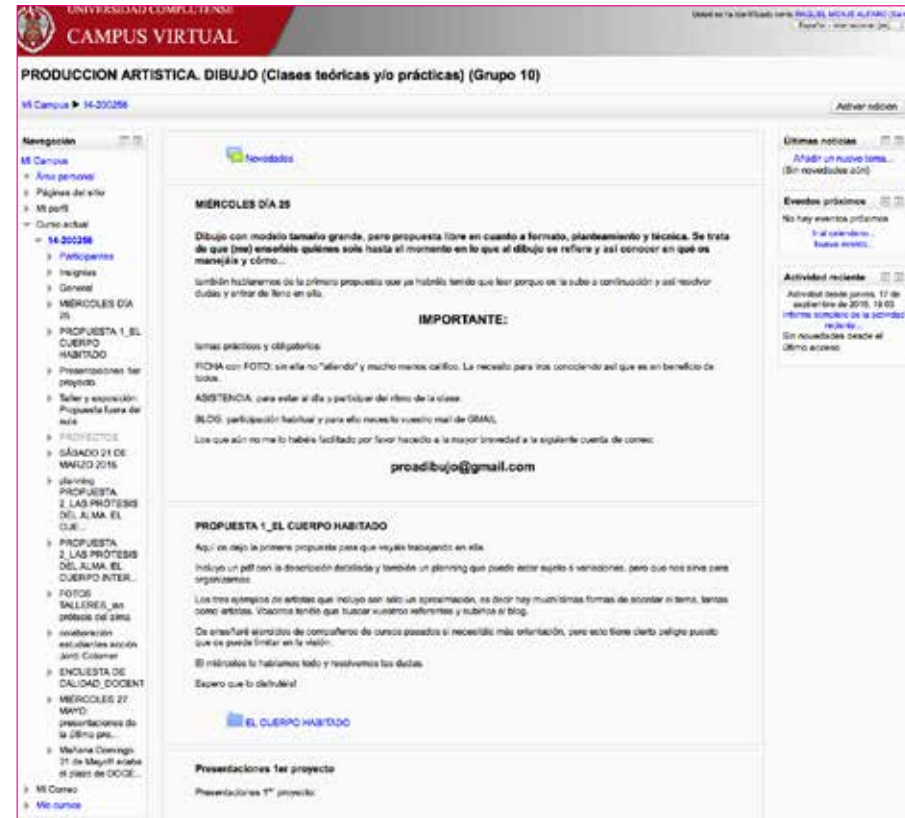 UNIVERSIDAD COMPLUTENSE
CAMPUS VIRTUAL
Español - Internacional (es)
PRODUCCION ARTISTICA. DIBUJO (Clases teóricas y/o prácticas) (Grupo 10)
Mi Campus ▶ 14-200256
Activar edición
Navegación
Mi Campus
Área personal
Páginas del sitio
Mi perfil
Curso actual
14-200256
Participantes
Insignias
General
MIÉRCOLES DÍA
25
PROPUESTA 1_EL
CUERPO
HABITADO
Presentaciones 1er
proyecto
Taller y exposición
Propuesta fuera del
aula
PROYECTOS
SÁBADO 21 DE
MARZO 2015
planning
PROPUESTA
2_LAS PRÓTESIS
DEL ALMA. EL
CUE...
PROPUESTA
2_LAS PRÓTESIS
DEL ALMA. EL
CUERPO INTER...
FOTOS
TALLERES_las
prótesis del alma
colaboración
estudiantes acción
Jordi Colomer
ENCUESTA DE
CALIDAD_DOCENT
MIÉRCOLES 27
MAYO:
presentaciones de
la última pro...
Mañana Domingo
31 de Mayo!!! acaba
el plazo de DOCE...
Mi Correo
Mis cursos
Novedades
MIÉRCOLES DÍA 25
Dibujo con modelo tamaño grande, pero propuesta libre en cuanto a formato, planteamiento y técnica. Se trata
de que (me) enseñéis quiénes sois hasta el momento en lo que al dibujo se refiere y así conocer en qué os
manejáis y cómo...
también hablaremos de la primera propuesta que ya habréis tenido que leer porque os la subo a continuación y así resolver
dudas y entrar de lleno en ella.
IMPORTANTE:
temas prácticos y obligatorios:
FICHA con FOTO: sin ella no "atiendo" y mucho menos califico. La necesito para iros conociendo así que es en beneficio de
todos.
ASISTENCIA: para estar al día y participar del ritmo de la clase.
BLOG: participación habitual y para ello necesito vuestro mail de GMAIL
Los que aún no me lo habéis facilitado por favor hacedlo a la mayor brevedad a la siguiente cuenta de correo:
proadibujo@gmail.com
PROPUESTA 1_EL CUERPO HABITADO
Aquí os dejo la primera propuesta para que vayáis trabajando en ella.
Incluyo un pdf con la descripción detallada y también un planning que puede estar sujeto a variaciones, pero que nos sirve para
organizarnos.
Los tres ejemplos de artistas que incluyo son sólo un aproximación, es decir hay muchísimas formas de abordar el tema, tantas
como artistas. Vosotros tenéis que buscar vuestros referentes y subirlos al blog.
Os enseñaré ejercicios de compañeros de cursos pasados si necesitáis más orientación, pero esto tiene cierto peligro puesto
que os puede limitar en la visión.
El miércoles lo hablamos todo y resolvemos las dudas.
Espero que lo disfrutéis!
EL CUERPO HABITADO
Presentaciones 1er proyecto
Presentaciones 1er proyecto:
Últimas noticias
Añadir un nuevo tema...
(Sin novedades aún)
Eventos próximos
No hay eventos próximos
Ir al calendario...
Nuevo evento...
Actividad reciente
Actividad desde jueves, 17 de
septiembre de 2015,
Informe completo de la actividad
reciente...
Sin novedades desde el
último acceso